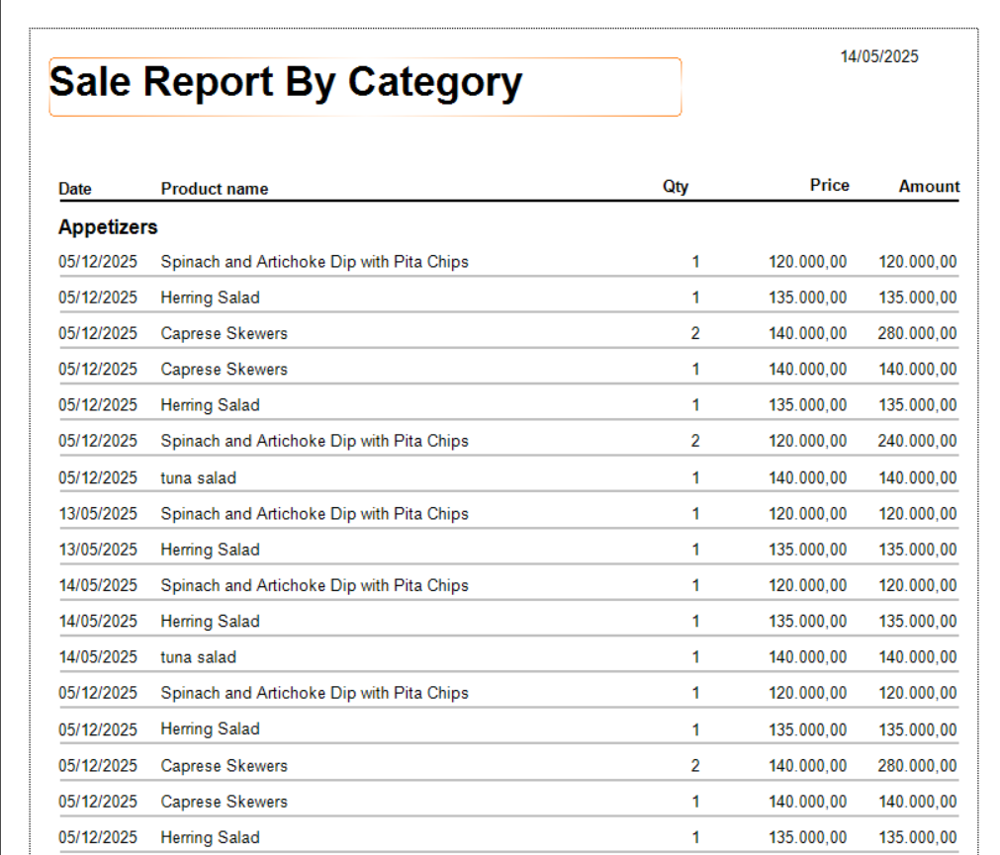 14/05/2025
Sale Report By Category
Date Product name Qty Price Amount
Appetizers
05/12/2025 Spinach and Artichoke Dip with Pita Chips 1 120.000,00 120.000,00
05/12/2025 Herring Salad 1 135.000,00 135.000,00
05/12/2025 Caprese Skewers 2 140.000,00 280.000,00
05/12/2025 Caprese Skewers 1 140.000,00 140.000,00
05/12/2025 Herring Salad 1 135.000,00 135.000,00
05/12/2025 Spinach and Artichoke Dip with Pita Chips 2 120.000,00 240.000,00
05/12/2025 tuna salad 1 140.000,00 140.000,00
13/05/2025 Spinach and Artichoke Dip with Pita Chips 1 120.000,00 120.000,00
13/05/2025 Herring Salad 1 135.000,00 135.000,00
14/05/2025 Spinach and Artichoke Dip with Pita Chips 1 120.000,00 120.000,00
14/05/2025 Herring Salad 1 135.000,00 135.000,00
14/05/2025 tuna salad 1 140.000,00 140.000,00
05/12/2025 Spinach and Artichoke Dip with Pita Chips 1 120.000,00 120.000,00
05/12/2025 Herring Salad 1 135.000,00 135.000,00
05/12/2025 Caprese Skewers 2 140.000,00 280.000,00
05/12/2025 Caprese Skewers 1 140.000,00 140.000,00
05/12/2025 Herring Salad 1 135.000,00 135.000,00